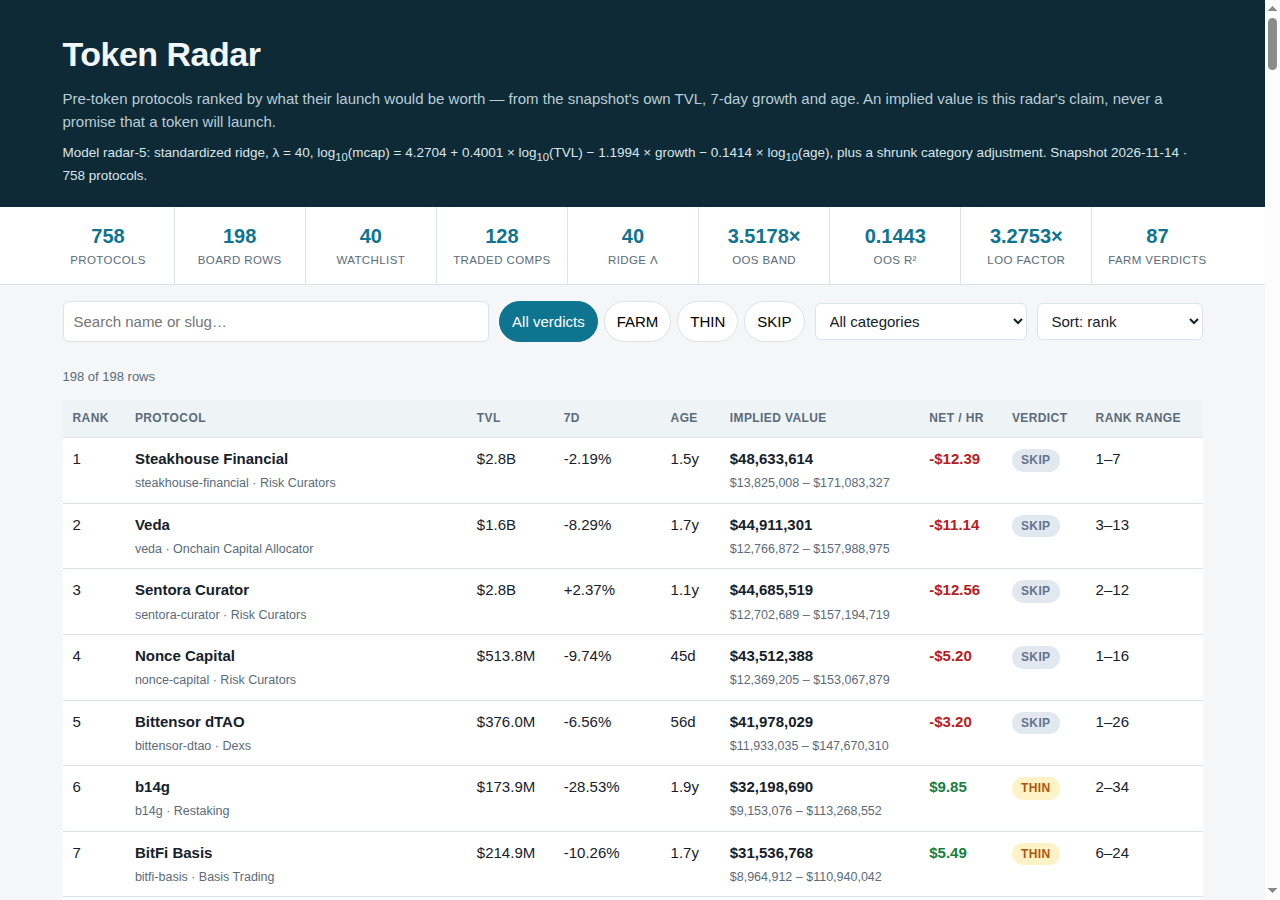 Token Radar
Pre-token protocols ranked by what their launch would be worth — from the snapshot's own TVL, 7-day growth and age. An implied value is this radar's claim, never a
promise that a token will launch.
Model radar-5: standardized ridge, λ = 40, log10(mcap) = 4.2704 + 0.4001 × log10(TVL) − 1.1994 × growth − 0.1414 × log10(age), plus a shrunk category adjustment. Snapshot 2026-11-14 ·
758 protocols.
758 198 40 128 40 3.5178× 0.1443 3.2753× 87
PROTOCOLS BOARD ROWS WATCHLIST TRADED COMPS RIDGE Λ OOS BAND OOS R² LOO FACTOR FARM VERDICTS
Search name or slug… All verdicts FARM THIN SKIP All categories Sort: rank
198 of 198 rows
RANK PROTOCOL TVL 7D AGE IMPLIED VALUE NET / HR VERDICT RANK RANGE
1 Steakhouse Financial $2.8B -2.19% 1.5y $48,633,614 -$12.39 SKIP 1–7
steakhouse-financial · Risk Curators $13,825,008 – $171,083,327
2 Veda $1.6B -8.29% 1.7y $44,911,301 -$11.14 SKIP 3–13
veda · Onchain Capital Allocator $12,766,872 – $157,988,975
3 Sentora Curator $2.8B +2.37% 1.1y $44,685,519 -$12.56 SKIP 2–12
sentora-curator · Risk Curators $12,702,689 – $157,194,719
4 Nonce Capital $513.8M -9.74% 45d $43,512,388 -$5.20 SKIP 1–16
nonce-capital · Risk Curators $12,369,205 – $153,067,879
5 Bittensor dTAO $376.0M -6.56% 56d $41,978,029 -$3.20 SKIP 1–26
bittensor-dtao · Dexs $11,933,035 – $147,670,310
6 b14g $173.9M -28.53% 1.9y $32,198,690 $9.85 THIN 2–34
b14g · Restaking $9,153,076 – $113,268,552
7 BitFi Basis $214.9M -10.26% 1.7y $31,536,768 $5.49 THIN 6–24
bitfi-basis · Basis Trading $8,964,912 – $110,940,042